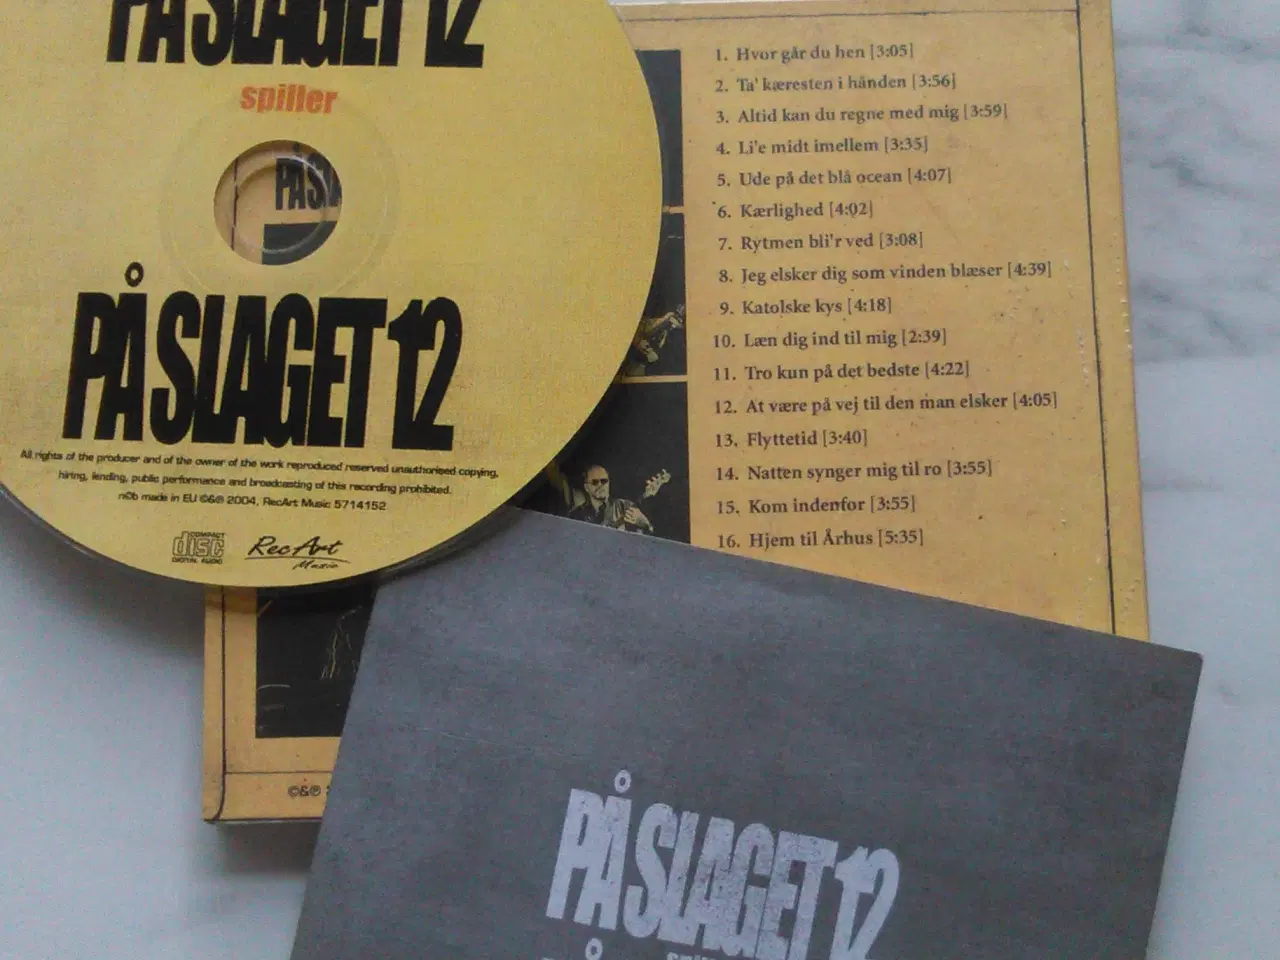 PÅ SLAGET 12
spiller
PÅ S
PÅ SLAGET 12
All rights of the producer and of the owner of the work reproduced reserved unauthorised copying,
hiring, lending, public performance and broadcasting of this recording prohibited.
n©b made in EU ©&℗ 2004, RecArt Music 5714152
COMPACT
disc
DIGITAL AUDIO
RecArt
Music
1. Hvor går du hen [3:05]
2. Ta' kæresten i hånden [3:56]
3. Altid kan du regne med mig [3:59]
4. Li'e midt imellem [3:35]
5. Ude på det blå ocean [4:07]
6. Kærlighed [4:02]
7. Rytmen bli'r ved [3:08]
8. Jeg elsker dig som vinden blæser [4:39]
9. Katolske kys [4:18]
10. Læn dig ind til mig [2:39]
11. Tro kun på det bedste [4:22]
12. At være på vej til den man elsker [4:05]
13. Flyttetid [3:40]
14. Natten synger mig til ro [3:55]
15. Kom indenfor [3:55]
16. Hjem til Århus [5:35]
©&℗
PÅ SLAGET 12